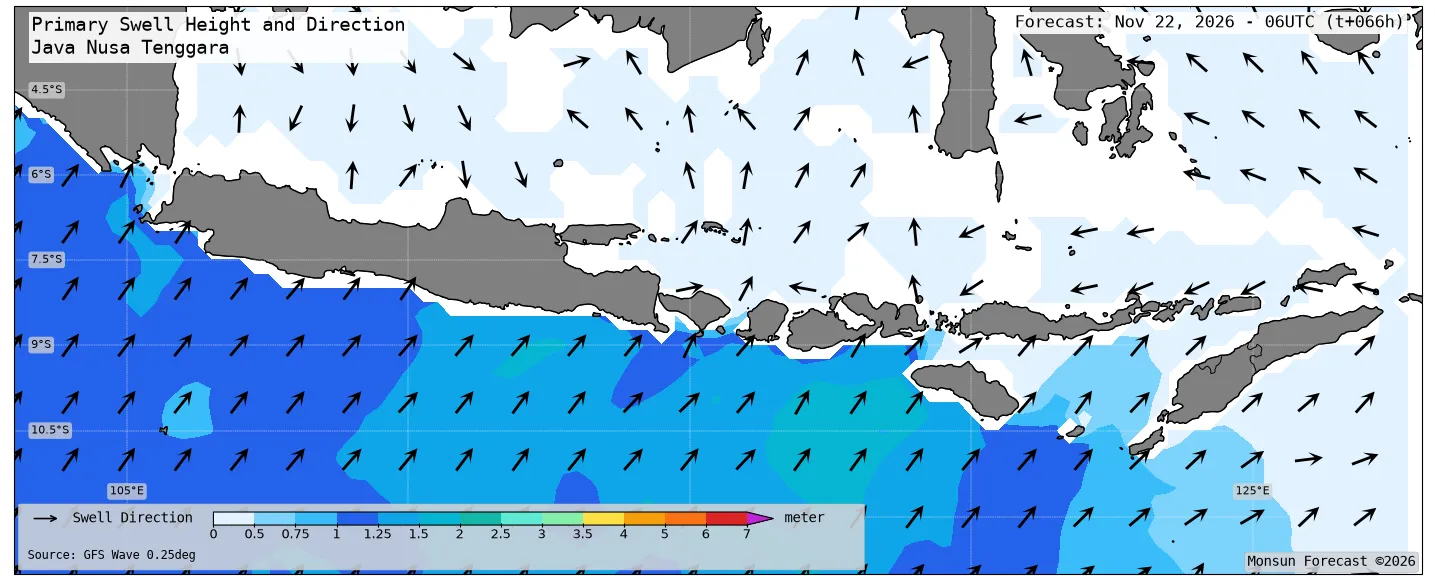 Primary Swell Height and Direction
Java Nusa Tenggara
Forecast: Nov 22, 2026 - 06UTC (t+066h)
4.5°S
6°S
7.5°S
9°S
10.5°S
105°E
125°E
Swell Direction
0 0.5 0.75 1 1.25 1.5 2 2.5 3 3.5 4 5 6 7
meter
Source: GFS Wave 0.25deg
Monsun Forecast ©2026